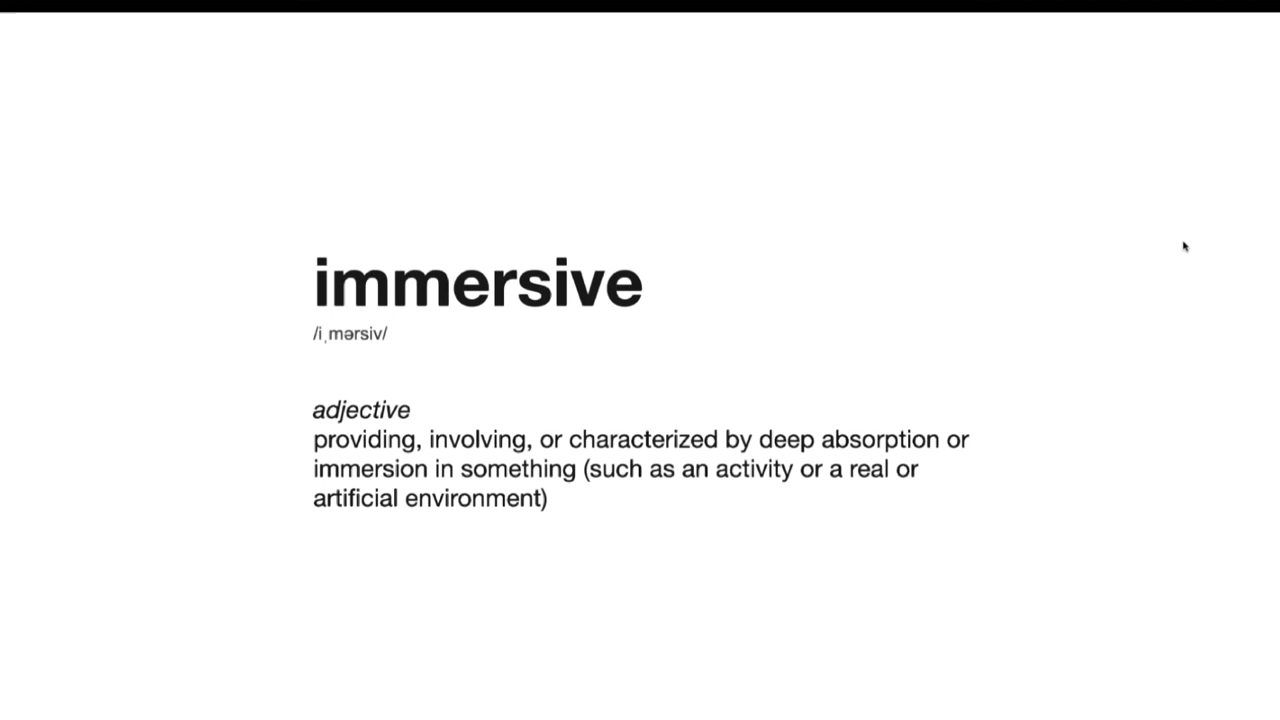 immersive
/iˌmərsiv/
adjective
providing, involving, or characterized by deep absorption or
immersion in something (such as an activity or a real or
artificial environment)